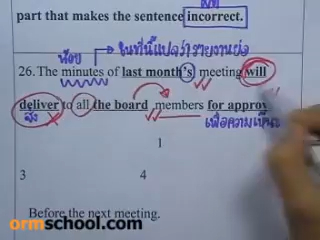 part that makes the sentence incorrect.
น้อย ในที่นี้แปลว่ารายงานย่อ
26. The minutes of last month's meeting will
deliver to all the board members for approv
ส่ง เพื่อความเห็น
1
3 4
Before the next meeting.
ormschool.com